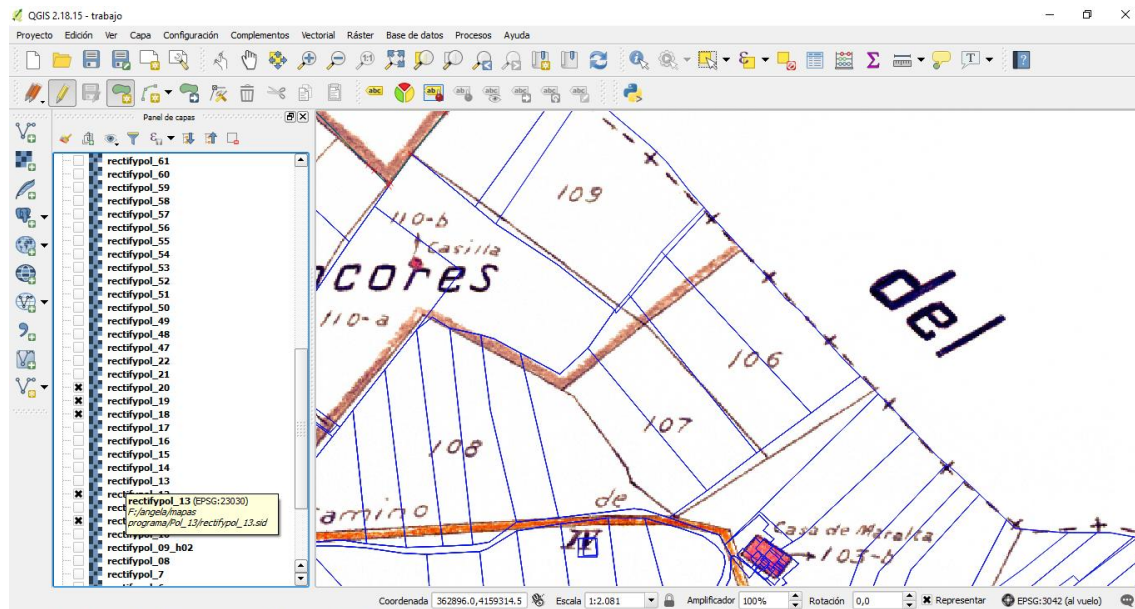 QGIS 2.18.15 - trabajo
Proyecto Edición Ver Capa Configuración Complementos Vectorial Ráster Base de datos Procesos Ayuda
Panel de capas
rectifypol_61
rectifypol_60
rectifypol_59
rectifypol_58
rectifypol_57
rectifypol_56
rectifypol_55
rectifypol_54
rectifypol_53
rectifypol_52
rectifypol_51
rectifypol_50
rectifypol_49
rectifypol_48
rectifypol_47
rectifypol_22
rectifypol_21
rectifypol_20
rectifypol_19
rectifypol_18
rectifypol_17
rectifypol_16
rectifypol_15
rectifypol_14
rectifypol_13
rectifypol_13 (EPSG:23030)
F:/angela/mapas
programa/Pol_13/rectifypol_13.sid
rectifypol_09_h02
rectifypol_08
rectifypol_7
109
110-b
Casilla
ncores
110-a
del
106
107
108
amino de
IV
Casa de Maralta
103-b
Coordenada 362896.0,4159314.5 Escala 1:2.081 Amplificador 100% Rotación 0,0 Representar EPSG:3042 (al vuelo)